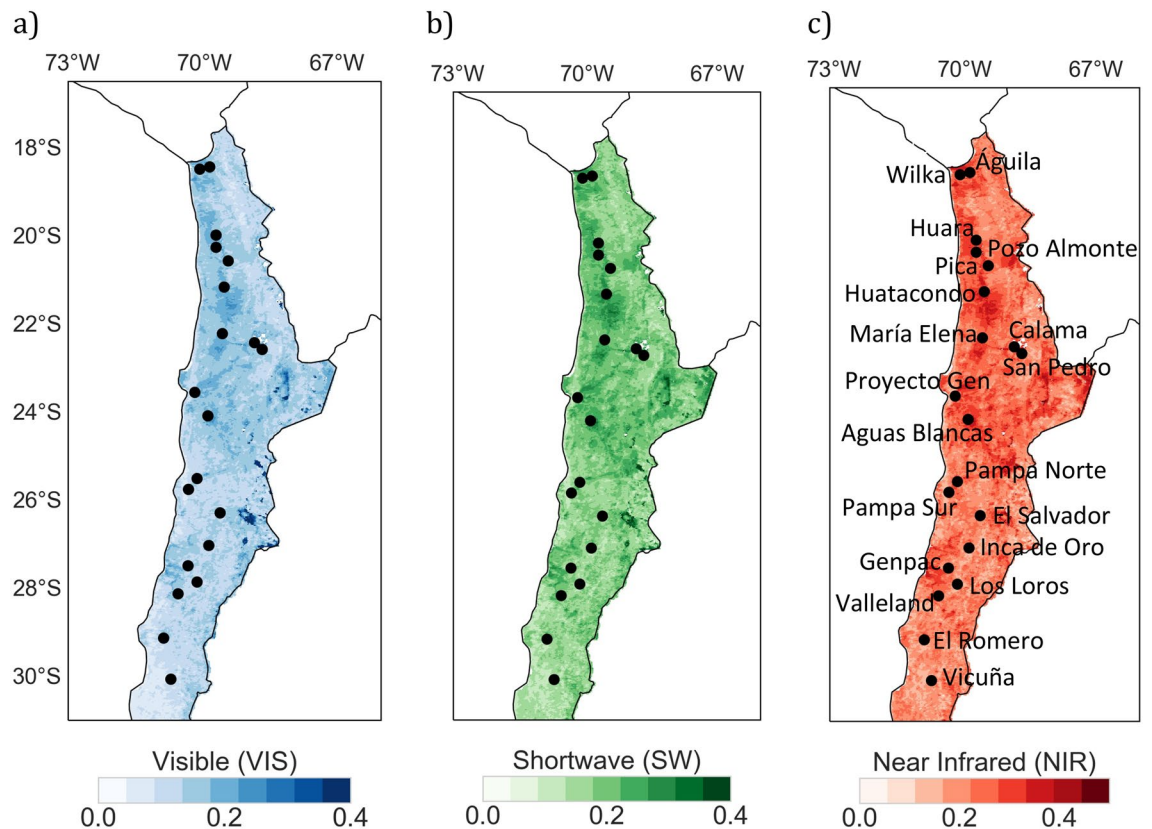 a) b) c)
73°W 70°W 67°W 73°W 70°W 67°W 73°W 70°W 67°W
18°S
20°S
22°S
24°S
26°S
28°S
30°S
Águila
Wilka
Huara
Pozo Almonte
Pica
Huatacondo
María Elena
Calama
San Pedro
Proyecto Gen
Aguas Blancas
Pampa Norte
Pampa Sur
El Salvador
Inca de Oro
Genpac
Los Loros
Valleland
El Romero
Vicuña
Visible (VIS)
0.0 0.2 0.4
Shortwave (SW)
0.0 0.2 0.4
Near Infrared (NIR)
0.0 0.2 0.4